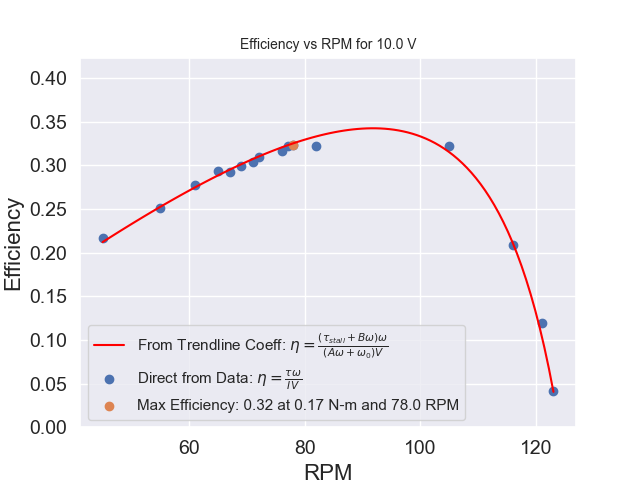 Efficiency vs RPM for 10.0 V
0.40
0.35
0.30
0.25
0.20
0.15
0.10
0.05
0.00
Efficiency
From Trendline Coeff: η = (τ_stall + Bω)ω / (Aω + ω₀)V
Direct from Data: η = τω / IV
Max Efficiency: 0.32 at 0.17 N-m and 78.0 RPM
60 80 100 120
RPM